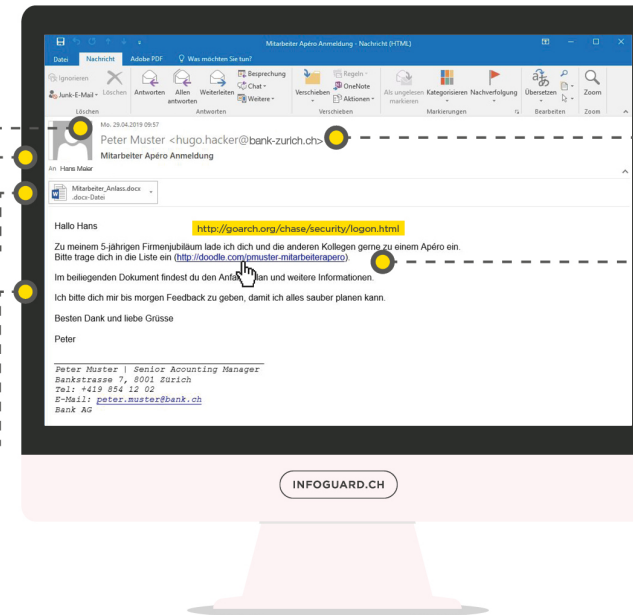 Mitarbeiter Apéro Anmeldung - Nachricht (HTML)
Datei Nachricht Adobe PDF Was möchten Sie tun?
Ignorieren
Junk-E-Mail
Löschen
Antworten
Allen antworten
Weiterleiten
Besprechung
Chat
Weitere
Verschieben
Regeln
OneNote
Aktionen
Als ungelesen markieren
Kategorisieren
Nachverfolgung
Übersetzen
Zoom
Löschen Antworten Verschieben Markierungen Bearbeiten Zoom
Mo. 29.04.2019 09:57
Peter Muster <hugo.hacker@bank-zurich.ch>
Mitarbeiter Apéro Anmeldung
An Hans Maier
Mitarbeiter_Anlass.docx
.docx-Datei
Hallo Hans
http://goarch.org/chase/security/logon.html
Zu meinem 5-jährigen Firmenjubiläum lade ich dich und die anderen Kollegen gerne zu einem Apéro ein.
Bitte trage dich in die Liste ein (http://doodle.com/pmuster-mitarbeiterapero).
Im beiliegenden Dokument findest du den lan und weitere Informationen.
Ich bitte dich mir bis morgen Feedback zu geben, damit ich alles sauber planen kann.
Besten Dank und liebe Grüsse
Peter
Peter Muster | Senior Acounting Manager
Bankstrasse 7, 8001 Zürich
Tel: +419 854 12 02
E-Mail: peter.muster@bank.ch
Bank AG
INFOGUARD.CH